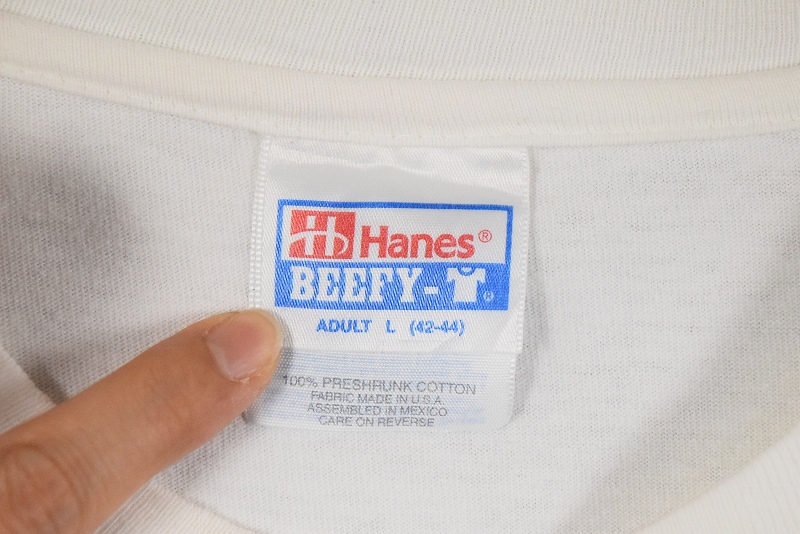 Hanes®
BEEFY-T®
ADULT L (42-44)
100% PRESHRUNK COTTON
FABRIC MADE IN U.S.A.
ASSEMBLED IN MEXICO
CARE ON REVERSE